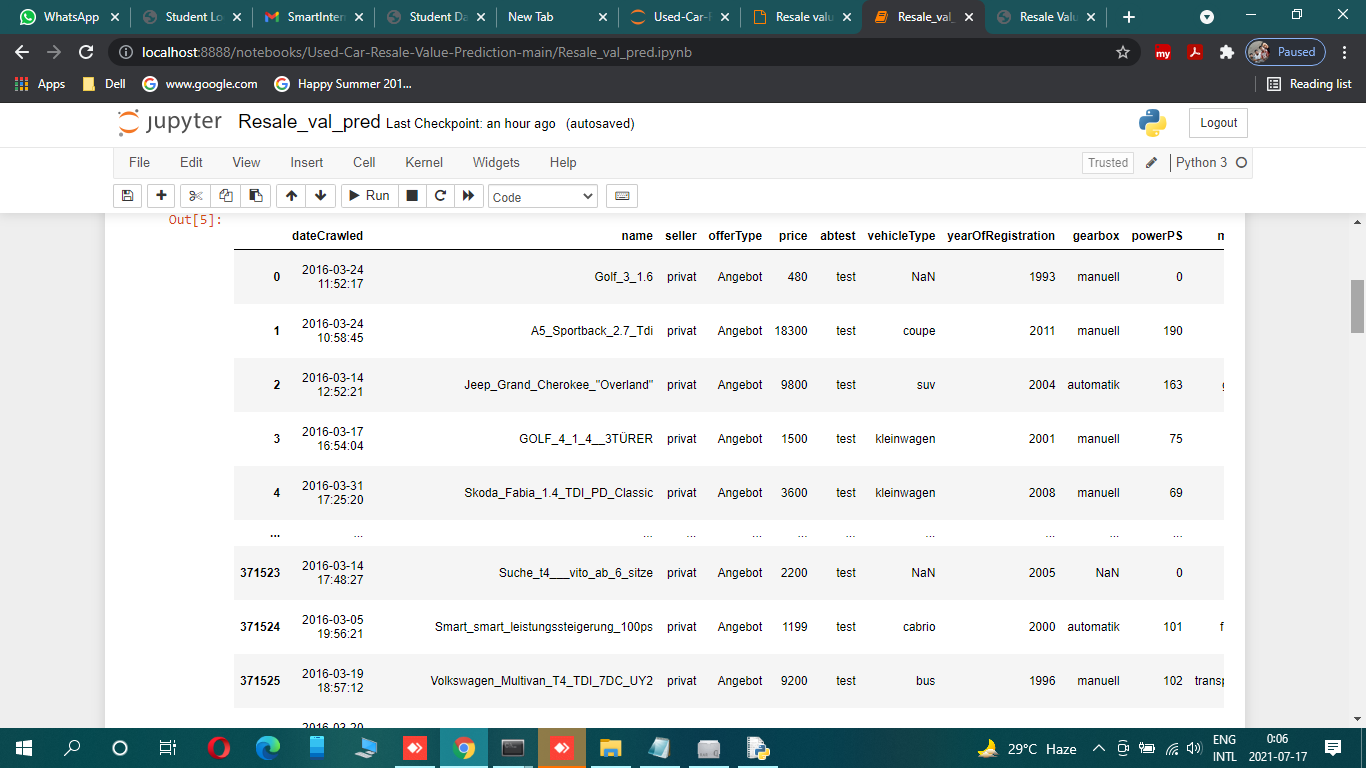 WhatsApp Student Lo SmartInter Student Da New Tab Used-Car- Resale valu Resale_val_ Resale Valu
localhost:8888/notebooks/Used-Car-Resale-Value-Prediction-main/Resale_val_pred.ipynb my Paused
Apps Dell www.google.com Happy Summer 201... Reading list
jupyter Resale_val_pred Last Checkpoint: an hour ago (autosaved) Logout
File Edit View Insert Cell Kernel Widgets Help Trusted Python 3
Run Code
Out[5]:
dateCrawled name seller offerType price abtest vehicleType yearOfRegistration gearbox powerPS m
0 2016-03-24 11:52:17 Golf_3_1.6 privat Angebot 480 test NaN 1993 manuell 0
1 2016-03-24 10:58:45 A5_Sportback_2.7_Tdi privat Angebot 18300 test coupe 2011 manuell 190
2 2016-03-14 12:52:21 Jeep_Grand_Cherokee_"Overland" privat Angebot 9800 test suv 2004 automatik 163 g
3 2016-03-17 16:54:04 GOLF_4_1_4__3TÜRER privat Angebot 1500 test kleinwagen 2001 manuell 75
4 2016-03-31 17:25:20 Skoda_Fabia_1.4_TDI_PD_Classic privat Angebot 3600 test kleinwagen 2008 manuell 69
... ... ... ... ... ... ... ... ... ... ...
371523 2016-03-14 17:48:27 Suche_t4___vito_ab_6_sitze privat Angebot 2200 test NaN 2005 NaN 0
371524 2016-03-05 19:56:21 Smart_smart_leistungssteigerung_100ps privat Angebot 1199 test cabrio 2000 automatik 101 f
371525 2016-03-19 18:57:12 Volkswagen_Multivan_T4_TDI_7DC_UY2 privat Angebot 9200 test bus 1996 manuell 102 transp
2016-03-20
29°C Haze ENG INTL 0:06 2021-07-17